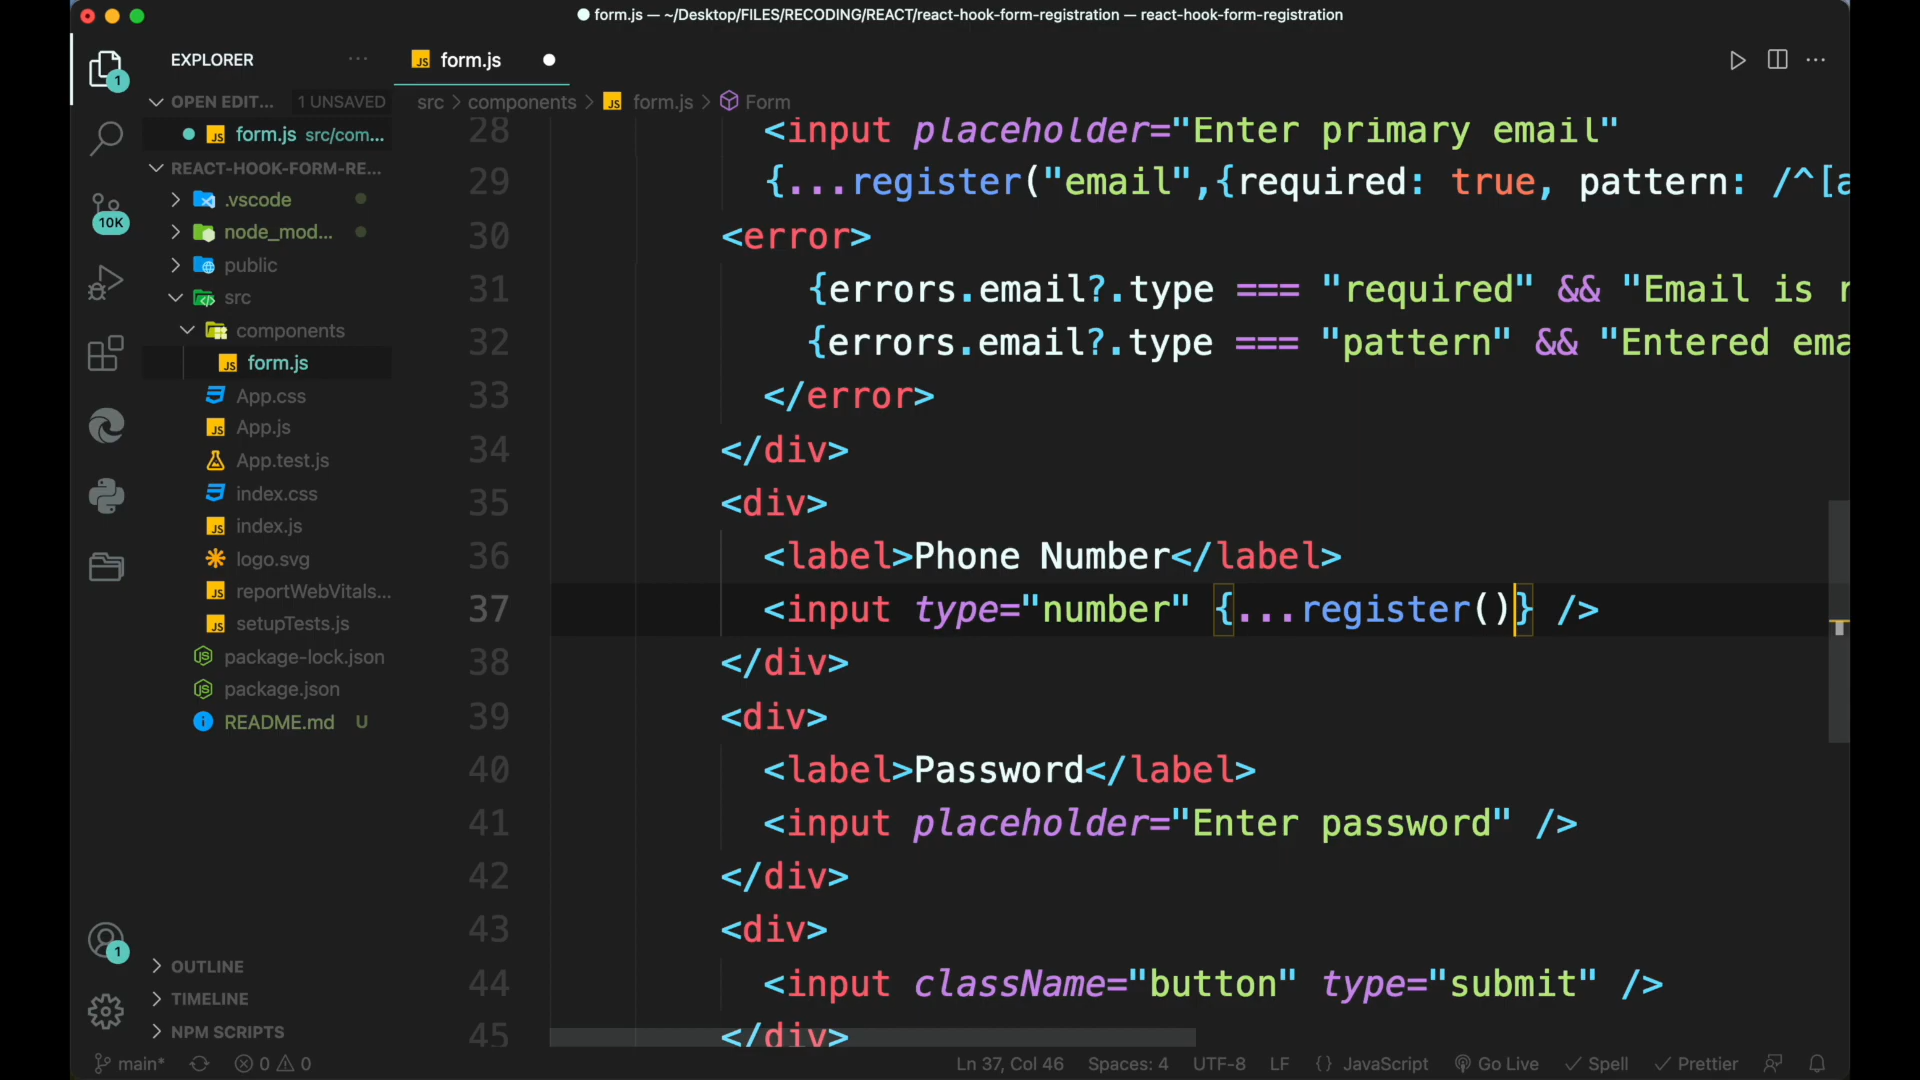 form.js — ~/Desktop/FILES/RECODING/REACT/react-hook-form-registration — react-hook-form-registration
EXPLORER
form.js
1
OPEN EDIT... 1 UNSAVED
form.js src/com...
REACT-HOOK-FORM-RE...
.vscode
node_mod...
public
src
components
form.js
App.css
App.js
App.test.js
index.css
index.js
logo.svg
reportWebVitals...
setupTests.js
package-lock.json
package.json
README.md U
10K
1
OUTLINE
TIMELINE
NPM SCRIPTS
src > components > form.js > Form
28 <input placeholder="Enter primary email"
29 {...register("email",{required: true, pattern: /^[a
30 <error>
31 {errors.email?.type === "required" && "Email is r
32 {errors.email?.type === "pattern" && "Entered ema
33 </error>
34 </div>
35 <div>
36 <label>Phone Number</label>
37 <input type="number" {...register()} />
38 </div>
39 <div>
40 <label>Password</label>
41 <input placeholder="Enter password" />
42 </div>
43 <div>
44 <input className="button" type="submit" />
45 </div>
main* 0 0 Ln 37, Col 46 Spaces: 4 UTF-8 LF {} JavaScript Go Live Spell Prettier